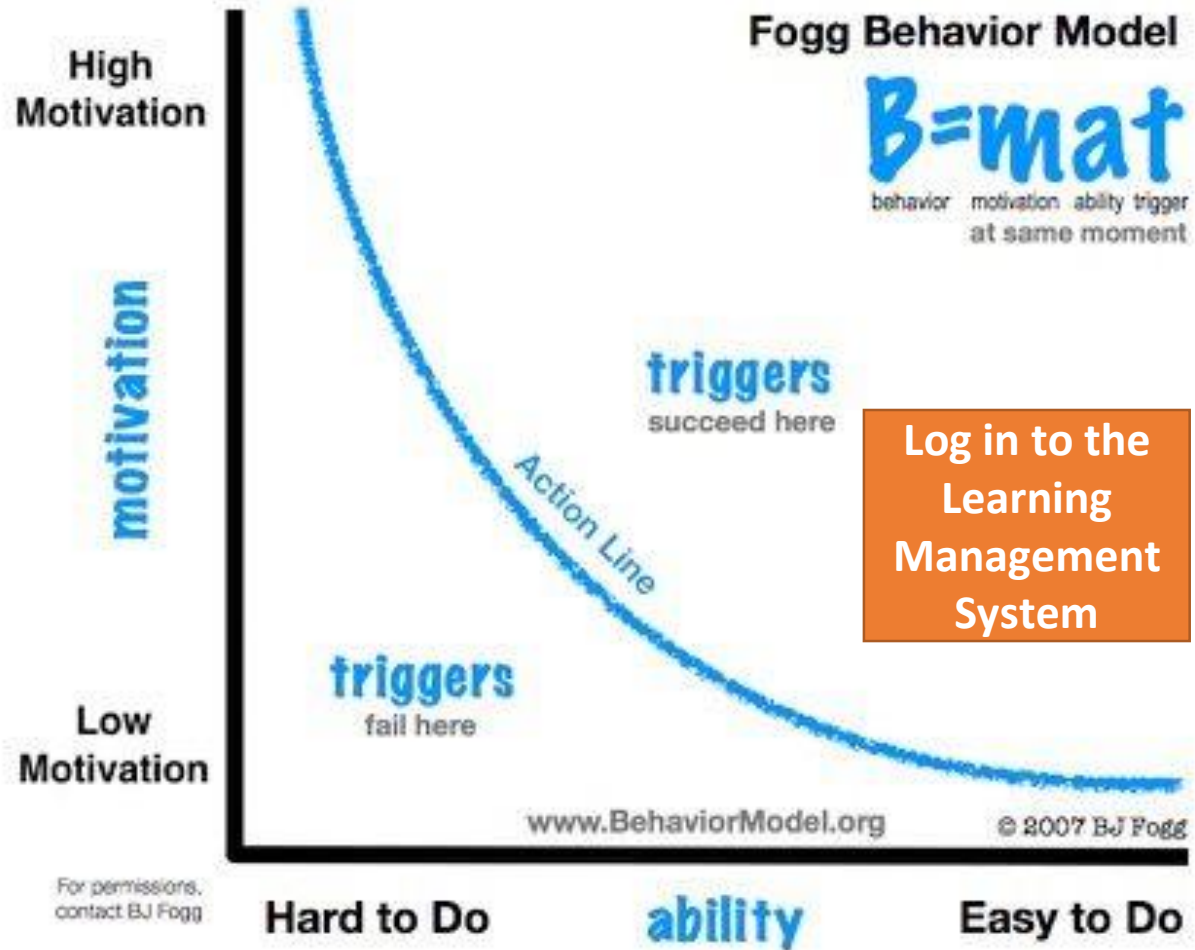 Fogg Behavior Model
B=mat
behavior motivation ability trigger
at same moment
High
Motivation
motivation
triggers
succeed here
Log in to the
Learning
Management
System
Action Line
triggers
fail here
Low
Motivation
www.BehaviorModel.org
© 2007 BJ Fogg
For permissions,
contact BJ Fogg
Hard to Do
ability
Easy to Do